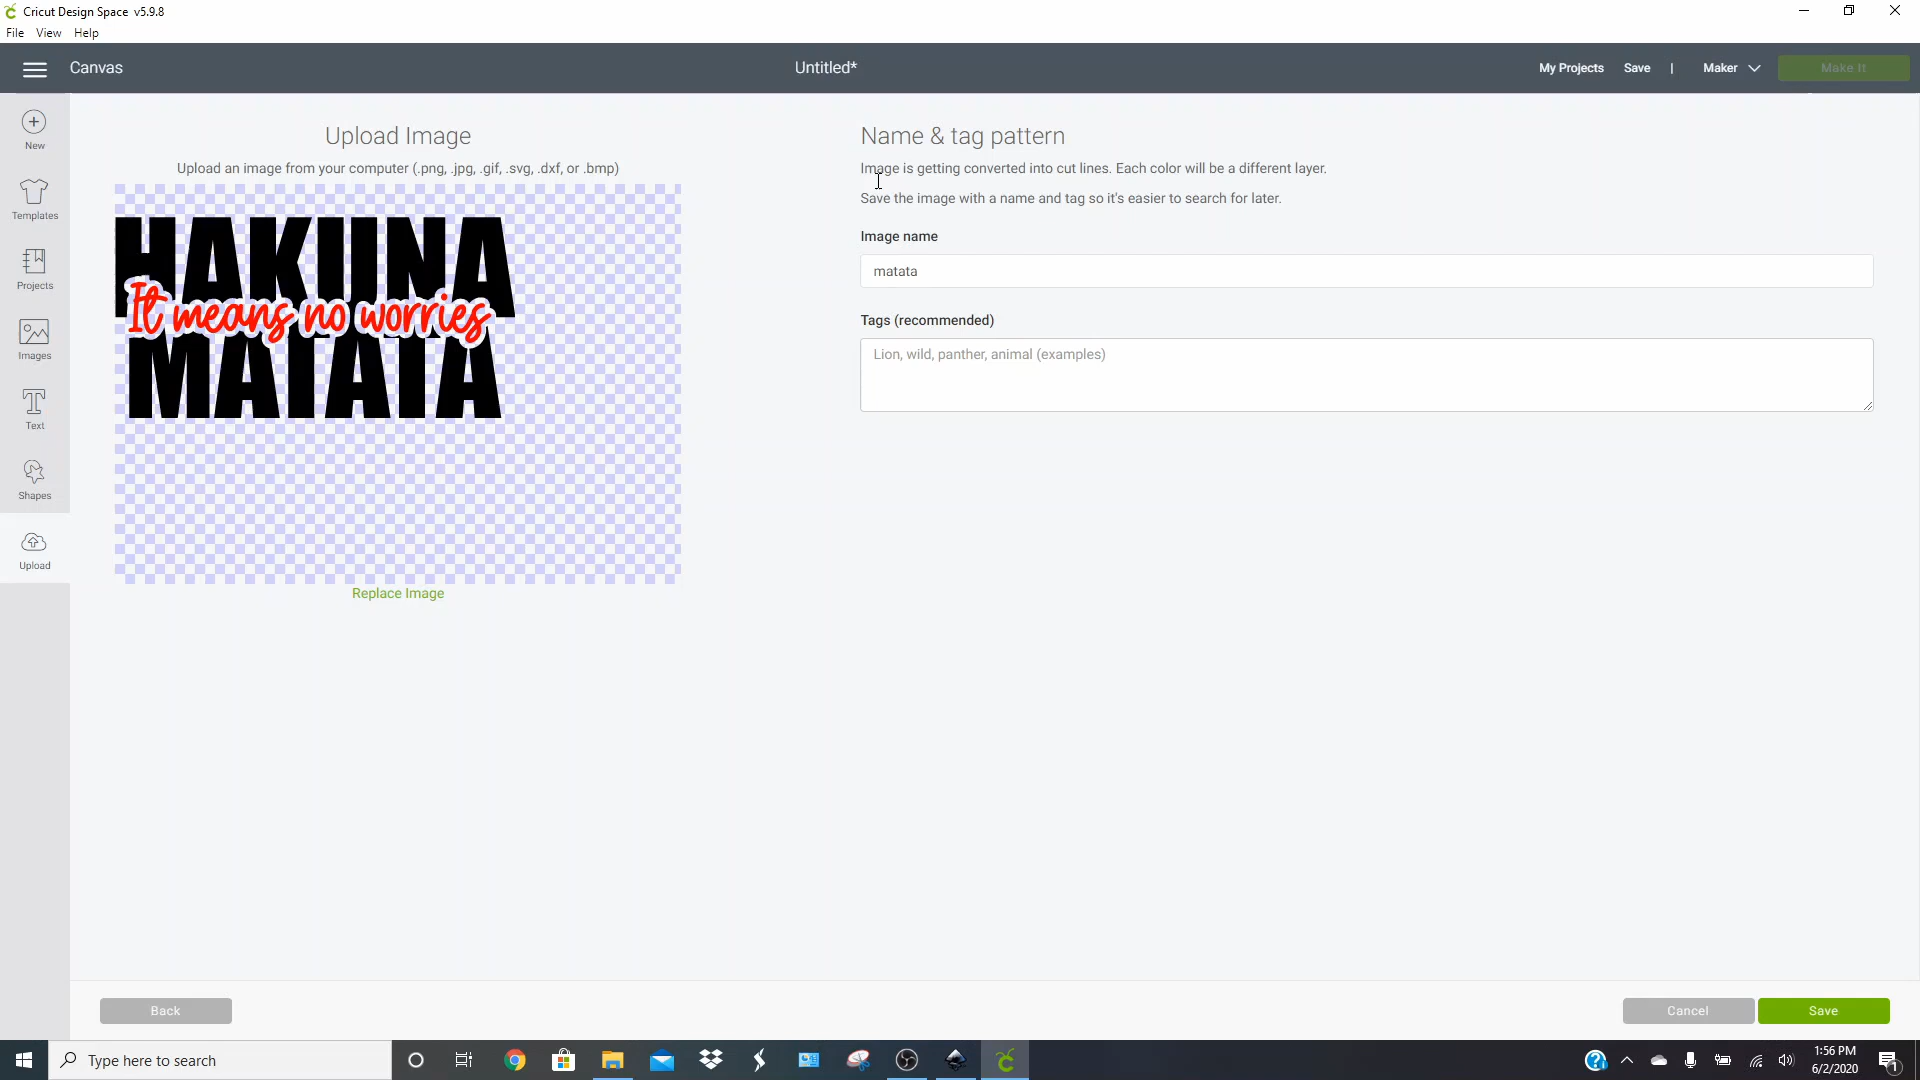 Cricut Design Space v5.9.8
File View Help
Canvas
Untitled*
My Projects Save | Maker Make It
New
Templates
Projects
Images
Text
Shapes
Upload
Upload Image
Upload an image from your computer (.png, .jpg, .gif, .svg, .dxf, or .bmp)
HAKUNA
It means no worries
MATATA
Replace Image
Name & tag pattern
Image is getting converted into cut lines. Each color will be a different layer.
Save the image with a name and tag so it's easier to search for later.
Image name
matata
Tags (recommended)
Lion, wild, panther, animal (examples)
Back
Cancel
Save
Type here to search
1:56 PM
6/2/2020
1